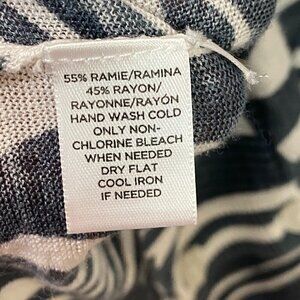 55% RAMIE/RAMINA
45% RAYON/
RAYONNE/RAYÓN
HAND WASH COLD
ONLY NON-
CHLORINE BLEACH
WHEN NEEDED
DRY FLAT
COOL IRON
IF NEEDED